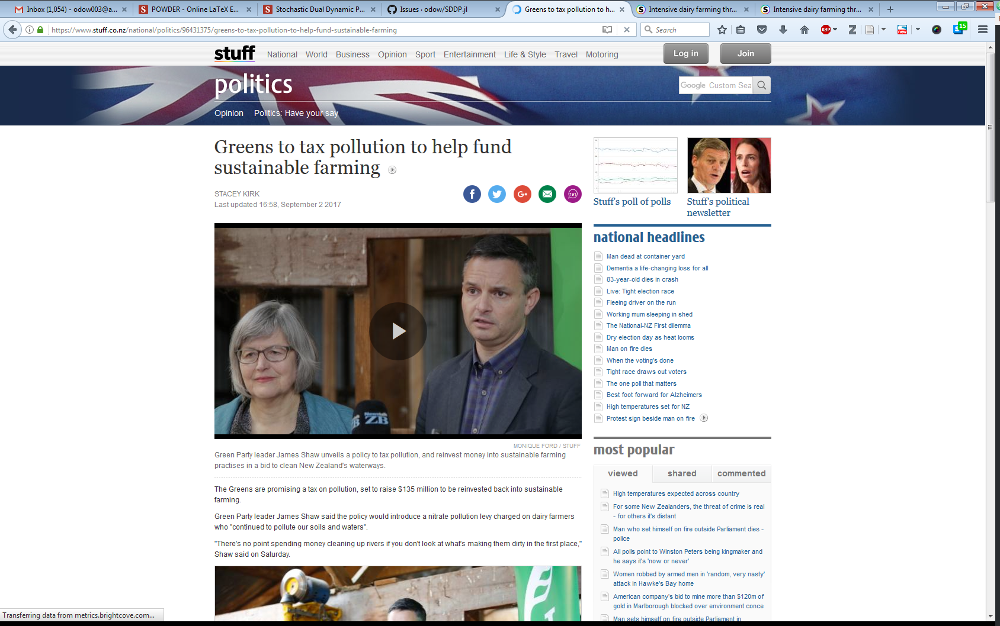 Inbox (1,054) - odow003@a...
POWDER - Online LaTeX E...
Stochastic Dual Dynamic P...
Issues · odow/SDDP.jl
Greens to tax pollution to h...
Intensive dairy farming thr...
Intensive dairy farming thr...
https://www.stuff.co.nz/national/politics/96431375/greens-to-tax-pollution-to-help-fund-sustainable-farming
Search
ABP
new
15
stuff
National World Business Opinion Sport Entertainment Life & Style Travel Motoring
Log in
Join
politics
Google Custom Sea
Opinion Politics: Have your say
Greens to tax pollution to help fund
sustainable farming
STACEY KIRK
Last updated 16:58, September 2 2017
191
Newstalk
ZB
MONIQUE FORD / STUFF
Green Party leader James Shaw unveils a policy to tax pollution, and reinvest money into sustainable farming
practises in a bid to clean New Zealand's waterways.
The Greens are promising a tax on pollution, set to raise $135 million to be reinvested back into sustainable
farming.
Green Party leader James Shaw said the policy would introduce a nitrate pollution levy charged on dairy farmers
who "continued to pollute our soils and waters".
"There's no point spending money cleaning up rivers if you don't look at what's making them dirty in the first place,"
Shaw said on Saturday.
Stuff's poll of polls
Stuff's political
newsletter
national headlines
Man dead at container yard
Dementia a life-changing loss for all
83-year-old dies in crash
Live: Tight election race
Fleeing driver on the run
Working mum sleeping in shed
The National-NZ First dilemma
Dry election day as heat looms
Man on fire dies
When the voting's done
Tight race draws out voters
The one poll that matters
Best foot forward for Alzheimers
High temperatures set for NZ
Protest sign beside man on fire
most popular
viewed shared commented
High temperatures expected across country
For some New Zealanders, the threat of crime is real
- for others it's distant
Man who set himself on fire outside Parliament dies -
police
All polls point to Winston Peters being kingmaker and
he says it's 'now or never'
Women robbed by armed men in 'random, very nasty'
attack in Hawke's Bay home
American company's bid to mine more than $120m of
gold in Marlborough blocked over environment conce
Man sets himself on fire outside Parliament in
Transferring data from metrics.brightcove.com...